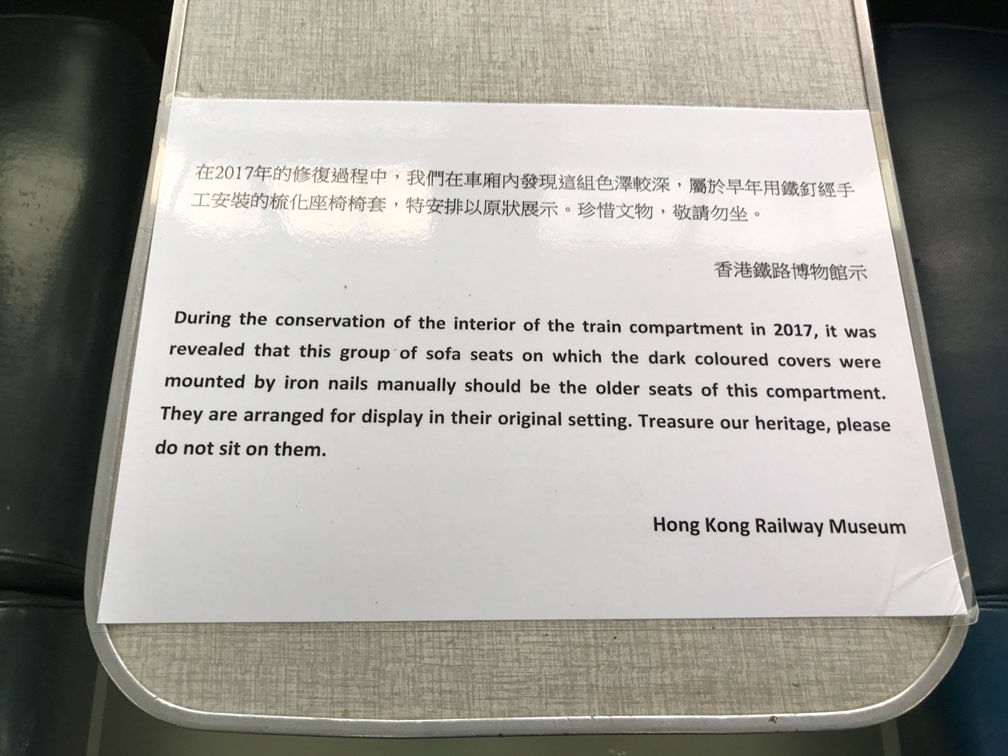 在2017年的修復過程中，我們在車廂內發現這組色澤較深，屬於早年用鐵釘經手
工安裝的梳化座椅椅套，特安排以原狀展示。珍惜文物，敬請勿坐。
香港鐵路博物館示
During the conservation of the interior of the train compartment in 2017, it was
revealed that this group of sofa seats on which the dark coloured covers were
mounted by iron nails manually should be the older seats of this compartment.
They are arranged for display in their original setting. Treasure our heritage, please
do not sit on them.
Hong Kong Railway Museum